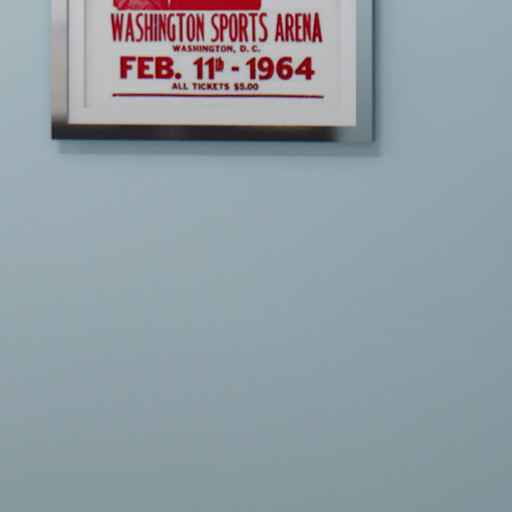 WASHINGTON SPORTS ARENA
WASHINGTON, D. C.
FEB. 11th - 1964
ALL TICKETS $5.00